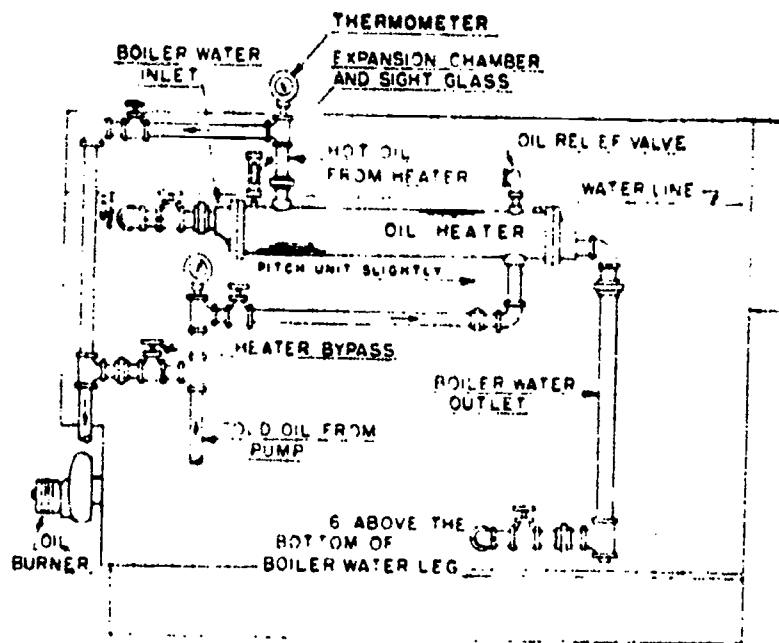 THERMOMETER
BOILER WATER
INLET
EXPANSION CHAMBER
AND SIGHT GLASS
HOT OIL
FROM HEATER
OIL RELIEF VALVE
WATER LINE
OIL HEATER
PITCH UNIT SLIGHTLY
HEATER BYPASS
BOILER WATER
OUTLET
COLD OIL FROM
PUMP
OIL
BURNER
6 ABOVE THE
BOTTOM OF
BOILER WATER LEG